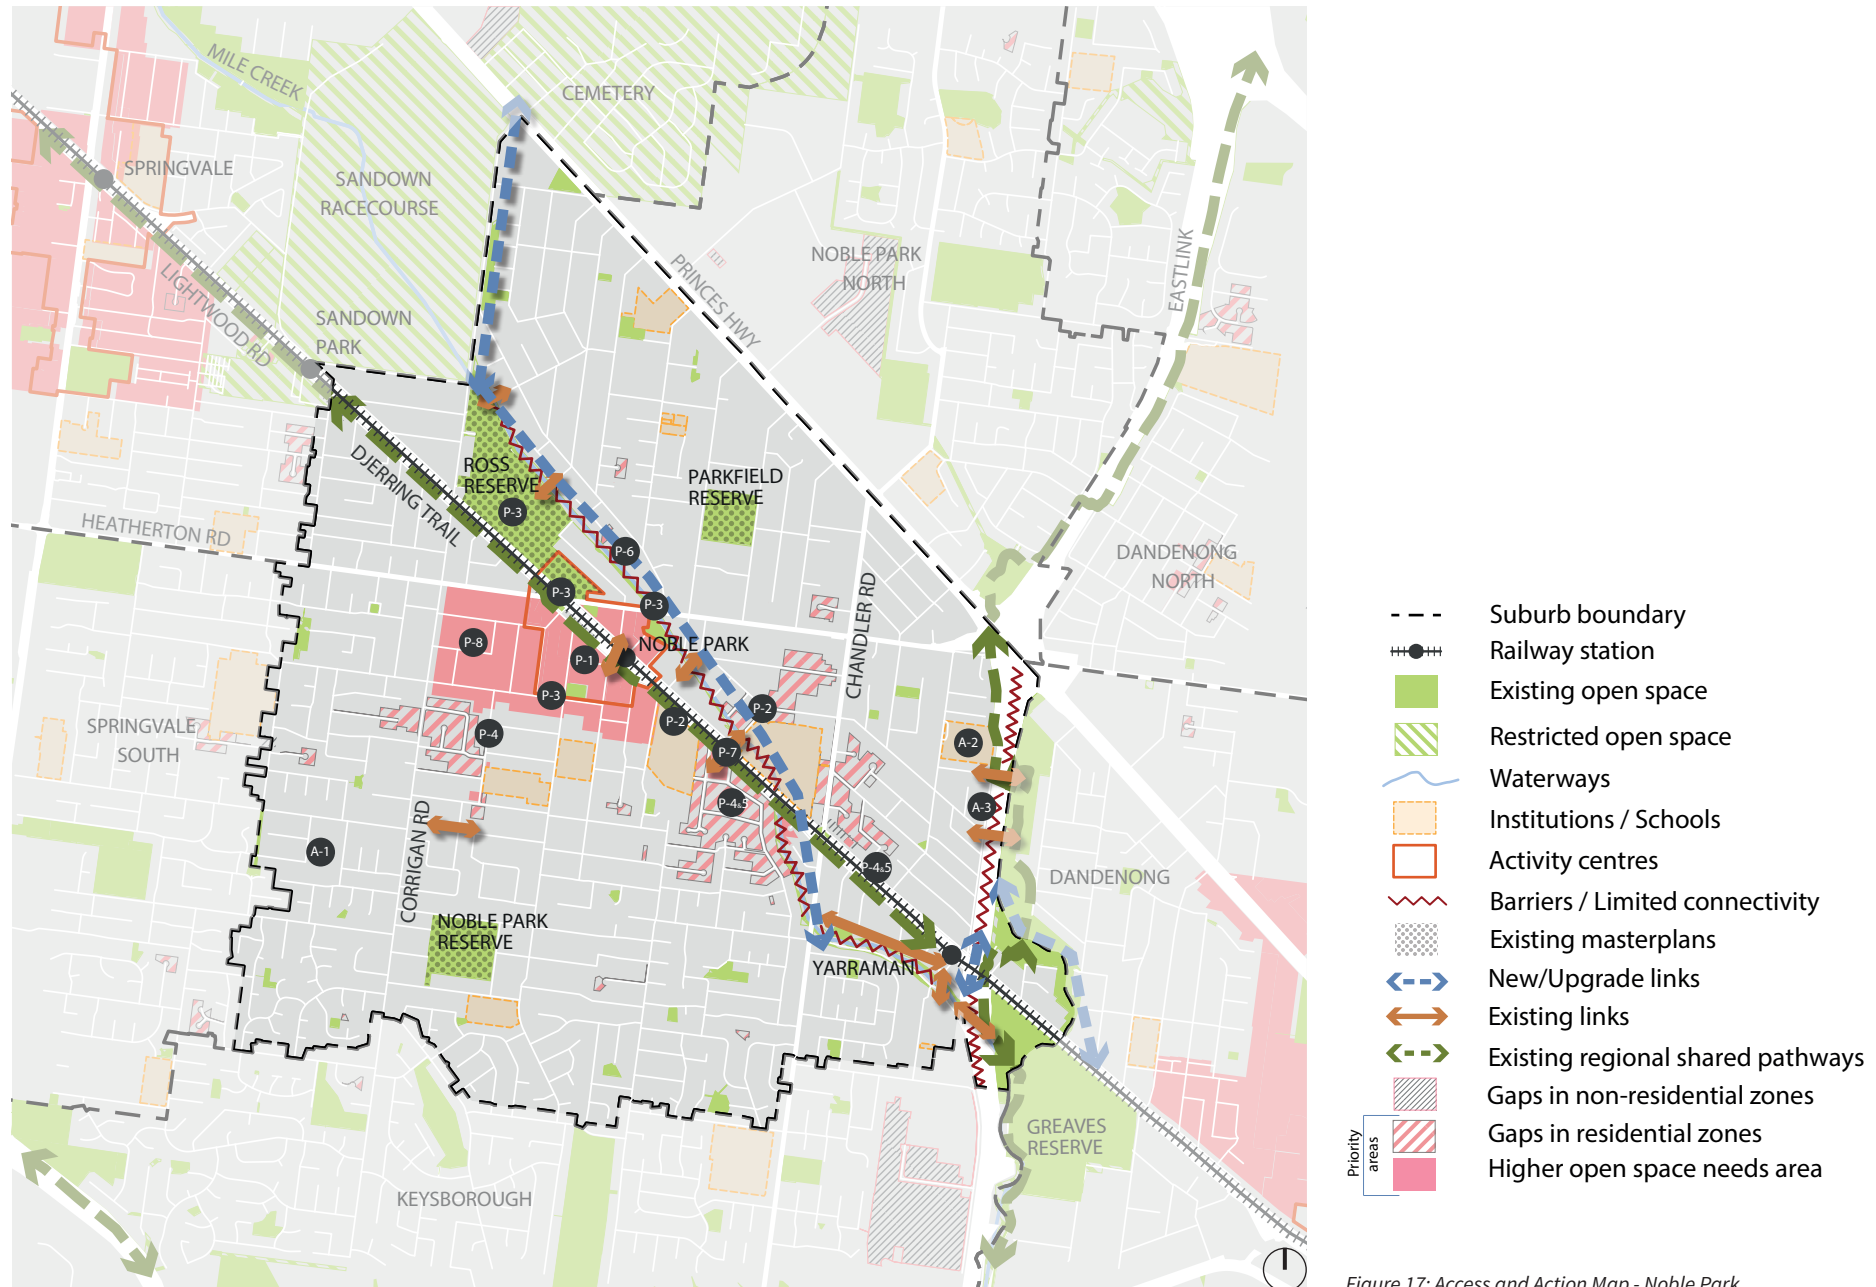 MILE CREEK
CEMETERY
SPRINGVALE
SANDOWN
RACECOURSE
EASTLINK
NOBLE PARK
NORTH
PRINCES HWY
LIGHTWOOD RD
SANDOWN
PARK
DJERRING TRAIL
ROSS
RESERVE
P-3
PARKFIELD
RESERVE
HEATHERTON RD
P-6
DANDENONG
NORTH
P-3
P-3
CHANDLER RD
P-8
NOBLE PARK
P-1
P-3
P-2
P-2
SPRINGVALE
SOUTH
P-4
P-7
A-2
P-4&5
A-3
CORRIGAN RD
A-1
P-4&5
DANDENONG
NOBLE PARK
RESERVE
YARRAMAN
GREAVES
RESERVE
KEYSBOROUGH
Suburb boundary
Railway station
Existing open space
Restricted open space
Waterways
Institutions / Schools
Activity centres
Barriers / Limited connectivity
Existing masterplans
New/Upgrade links
Existing links
Existing regional shared pathways
Gaps in non-residential zones
Priority
areas
Gaps in residential zones
Higher open space needs area
Figure 17: Access and Action Map - Noble Park